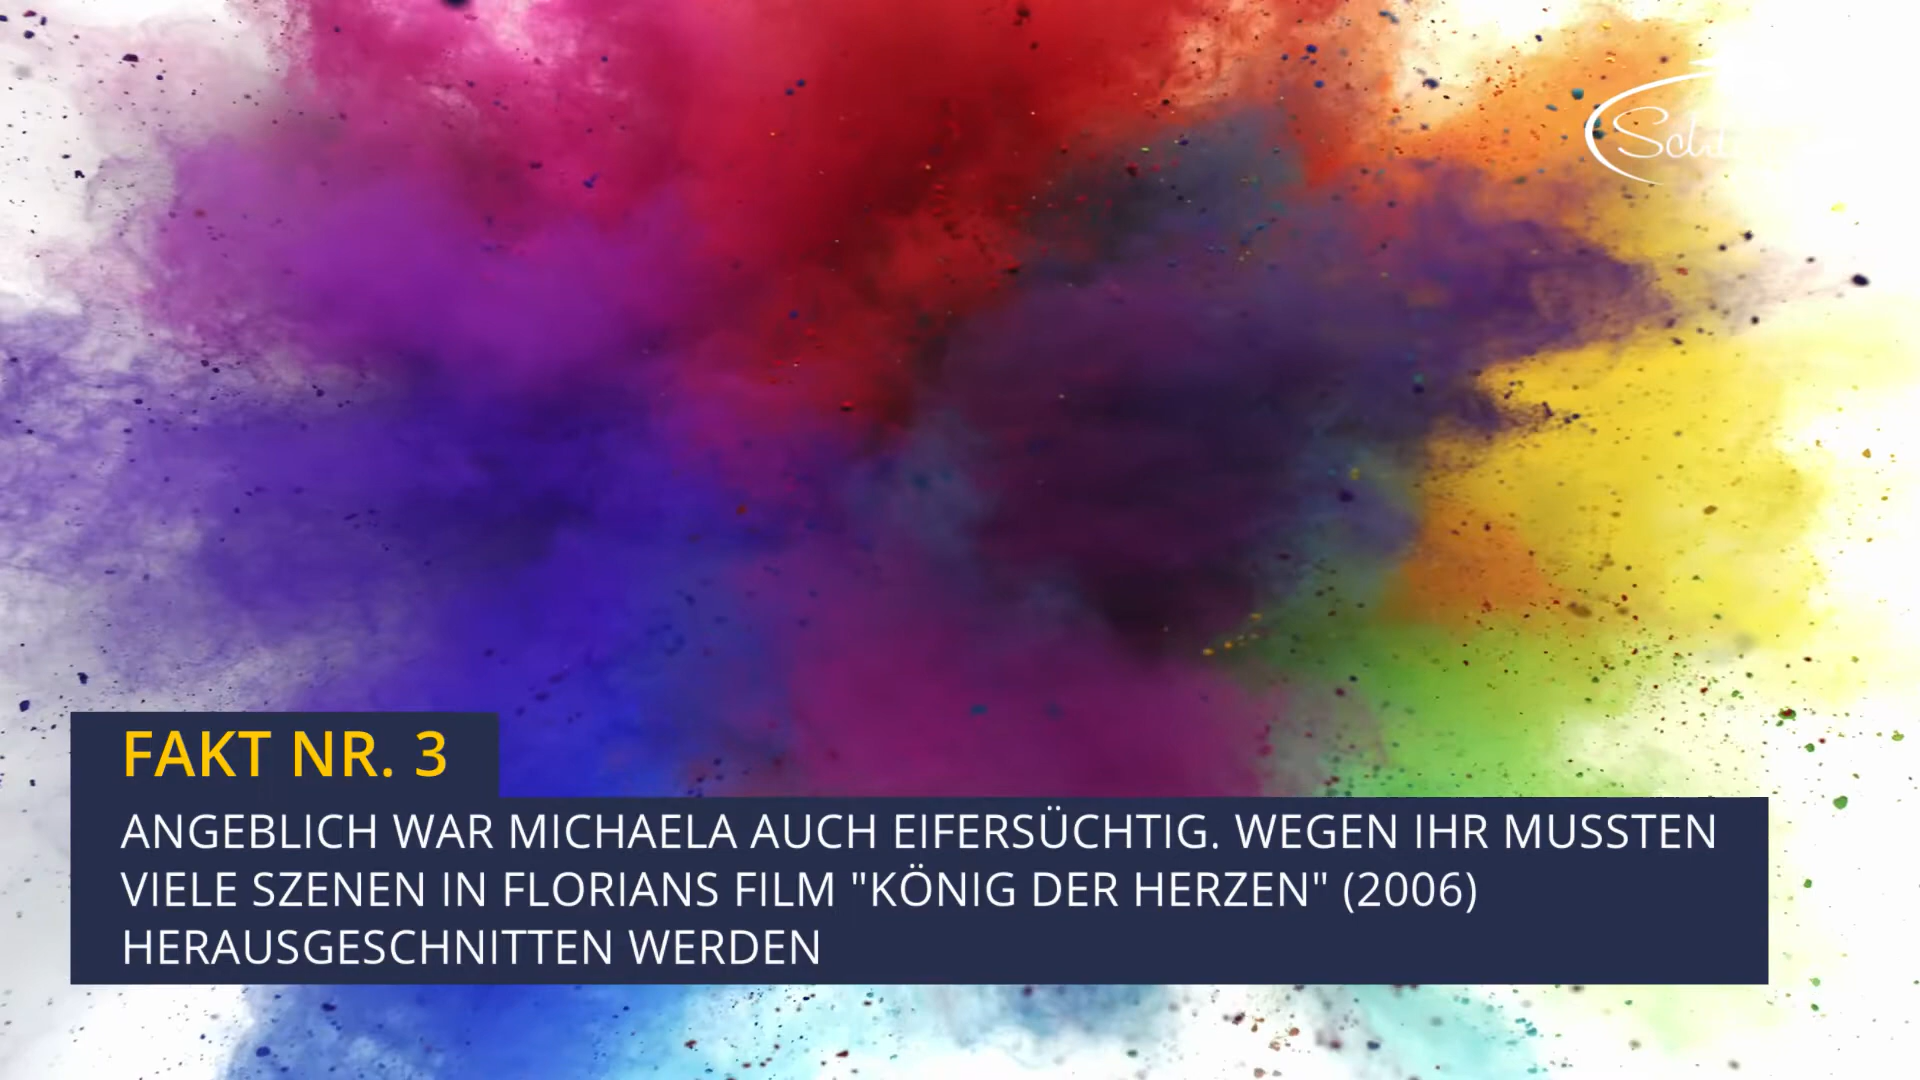 FAKT NR. 3
ANGEBLICH WAR MICHAELA AUCH EIFERSÜCHTIG. WEGEN IHR MUSSTEN
VIELE SZENEN IN FLORIANS FILM "KÖNIG DER HERZEN" (2006)
HERAUSGESCHNITTEN WERDEN